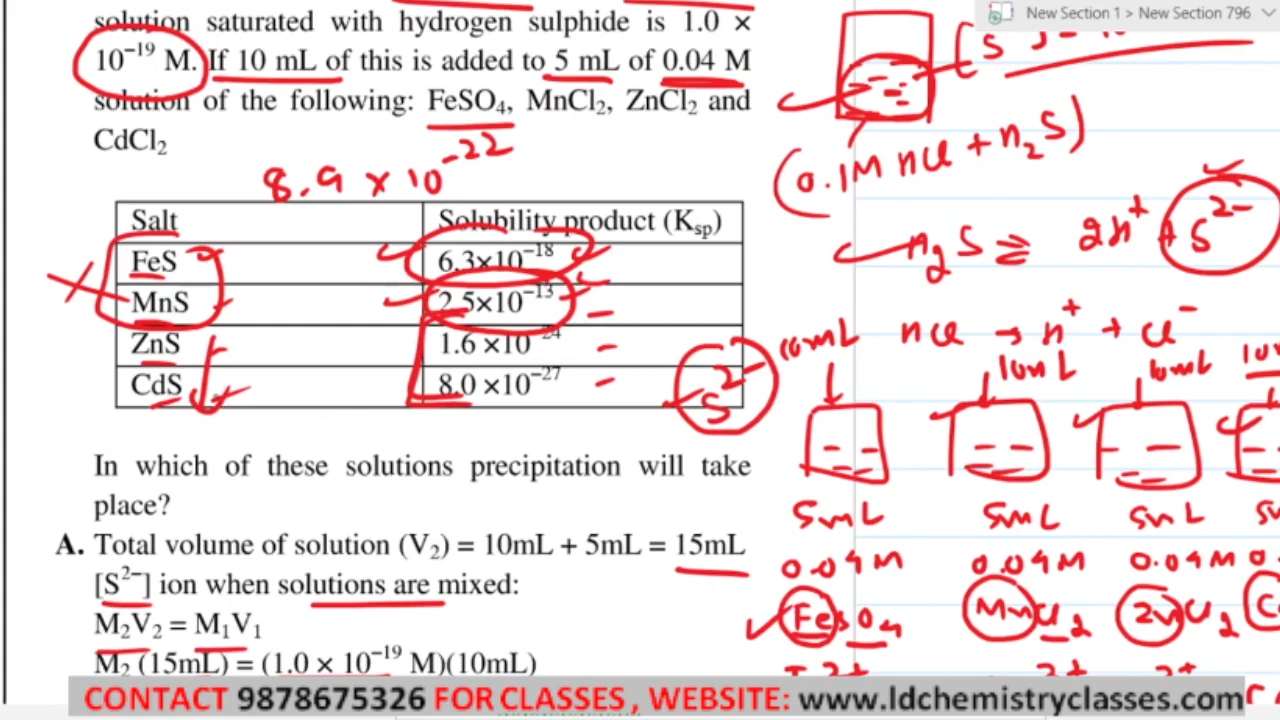 New Section 1 > New Section 796
solution saturated with hydrogen sulphide is 1.0 ×
10⁻¹⁹ M. If 10 mL of this is added to 5 mL of 0.04 M
solution of the following: FeSO₄, MnCl₂, ZnCl₂ and
CdCl₂
8.9 × 10⁻²²
Salt Solubility product (Kₛₚ)
FeS 6.3×10⁻¹⁸
MnS 2.5×10⁻¹³
ZnS 1.6 ×10⁻²⁴
CdS 8.0 ×10⁻²⁷
S²⁻
In which of these solutions precipitation will take
place?
A. Total volume of solution (V₂) = 10mL + 5mL = 15mL
[S²⁻] ion when solutions are mixed:
M₂V₂ = M₁V₁
M₂ (15mL) = (1.0 × 10⁻¹⁹ M)(10mL)
(0.1M HCl + H₂S)
H₂S ⇌ 2H⁺ + S²⁻
HCl → H⁺ + Cl⁻
10mL 10mL 10mL
5mL 5mL 5mL
0.04M 0.04M 0.04M
FeSO₄ MnCl₂ ZnCl₂
CONTACT 9878675326 FOR CLASSES , WEBSITE: www.ldchemistryclasses.com